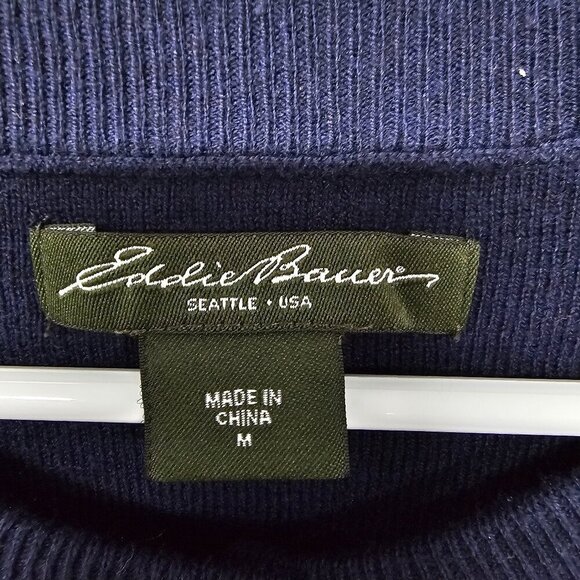 Eddie Bauer®
SEATTLE • USA
MADE IN
CHINA
M